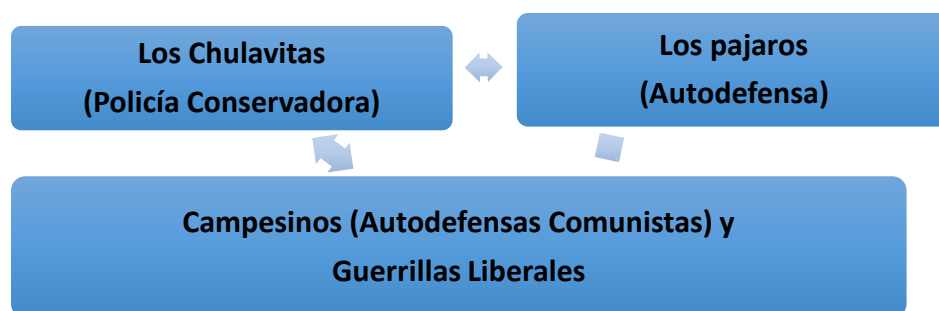 Los Chulavitas
(Policía Conservadora)
Los pajaros
(Autodefensa)
Campesinos (Autodefensas Comunistas) y
Guerrillas Liberales